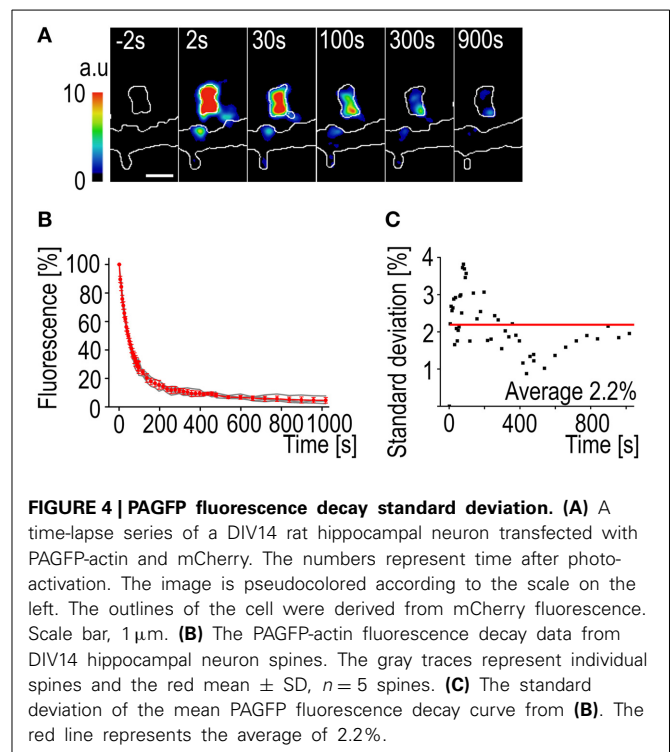 A
-2s 2s 30s 100s 300s 900s
a.u
10
0
B
Fluorescence [%]
100
80
60
40
20
0
0 200 400 600 800 1000
Time [s]
C
Standard deviation [%]
4
3
2
1
Average 2.2%
0 400 800
Time [s]
FIGURE 4 | PAGFP fluorescence decay standard deviation. (A) A
time-lapse series of a DIV14 rat hippocampal neuron transfected with
PAGFP-actin and mCherry. The numbers represent time after photo-
activation. The image is pseudocolored according to the scale on the
left. The outlines of the cell were derived from mCherry fluorescence.
Scale bar, 1 μm. (B) The PAGFP-actin fluorescence decay data from
DIV14 hippocampal neuron spines. The gray traces represent individual
spines and the red mean ± SD, n = 5 spines. (C) The standard
deviation of the mean PAGFP fluorescence decay curve from (B). The
red line represents the average of 2.2%.